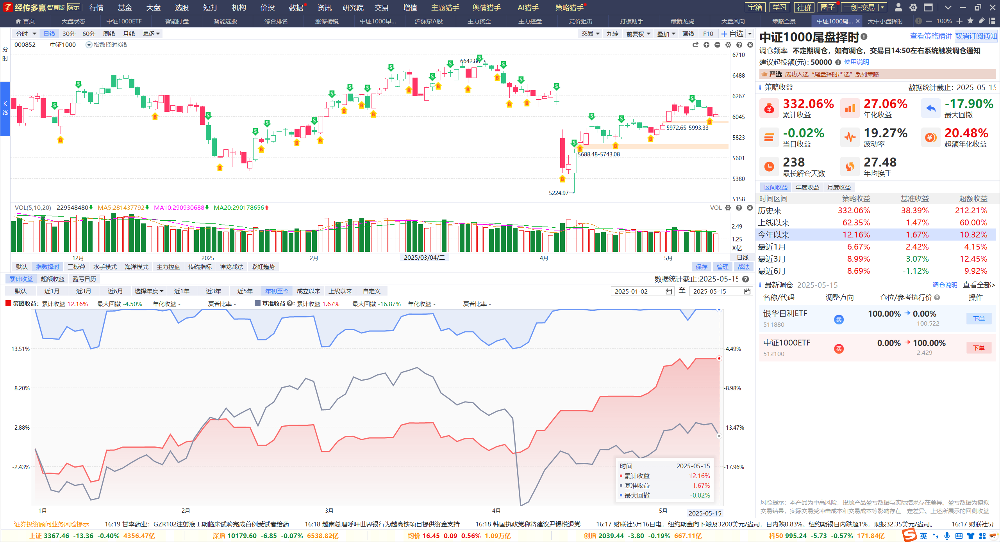 经传多赢 智尊版 演示 行情 基金 大盘 选股 短打 机构 价投 数据 资讯 研究院 交易 增值 主题猎手 舆情猎手 AI猎手 策略猎手 宝箱 学习 社群 圈子 一创-交易
首页 大盘状态 中证1000ETF 智能盯盘 智能选股 综合排名 涨停棱镜 中证1000早... 沪深京A股 主力资金 主力控盘 竞价狙击 打板助手 最新龙虎 大盘风向 策略全景 中证1000尾... 大中小盘择时 100%
分时 日线 30分 60分 周线 月线 更多 交易 九转 前复权 叠加 画线 F10 自选
000852 中证1000 指数择时K线
分时
K线
6642.86
5224.97
5688.48-5743.08
5972.65-5993.33
6710
6488
6267
6045
5823
5601
5380
5158
VOL(5,10,20) 229548480 MA5:281437792 MA10:290930688 MA20:290178656 VOL
2.49
1.25
X亿
12月 2025 2月 2025/03/04/二 4月 5月 日线
默认 指数择时 三板斧 水手模式 海洋模式 主力控盘 传统指标 神龙战法 彩虹趋势 保存 管理 战法
累计收益 超额收益 盈亏日历 数据统计截止:2025-05-15
默认 近1月 近3月 近6月 选择年度 近1年 近3年 近5年 年初至今 成立以来 上线以来 自定义 2025-01-02 至 2025-05-15
策略收益: 累计收益 12.16% 最大回撤 -4.50% 年化收益 - 夏普比率 - 基准收益: 累计收益 1.67% 最大回撤 -16.87% 年化收益 - 夏普比率 -
13.51% -4.49%
8.20% -8.98%
2.88% -13.47%
-2.43% -17.96%
时间 2025-05-15
累计收益 12.16%
基准收益 1.67%
最大回撤 -0.02%
1月 2月 3月 4月 5月 2025-05-15
中证1000尾盘择时 查看策略精讲 取消订阅通知
调仓频率 不定期调仓，如有调仓，交易日14:50左右系统触发调仓通知
建议起投额(元): 50000 使用说明
严选 成功入选“尾盘择时严选”系列策略
策略收益 数据统计截止: 2025-05-15
332.06% 27.06% -17.90%
累计收益 年化收益 最大回撤
-0.02% 19.27% 20.48%
当日收益 波动率 超额年化收益
238 27.48
最长解套天数 年均换手
区间收益 年度收益 月度收益
时间区间 策略收益 基准收益 超额收益
历史来 332.06% 38.39% 212.21%
上线以来 62.35% 1.47% 60.00%
今年以来 12.16% 1.67% 10.32%
最近1月 6.67% 2.42% 4.15%
最近3月 8.99% -3.07% 12.45%
最近6月 8.69% -1.12% 9.92%
最新调仓 2025-05-15 调仓说明 查看全部>
名称/代码 调整方向 仓位/参考执行价 操作
银华日利ETF 卖 100.00% 0.00% 下单
511880 100.522
中证1000ETF 买 0.00% 100.00% 下单
512100 2.429
风险提示：本产品为中高风险，投顾产品盈亏数据与实际结果存在差异。盈亏数据为模拟
交易结果，实际交易受冲击成本和交易成本等影响存在一定差异。上述所展示的回测收益
证券投资顾问业务风险提示 16:19 甘李药业：GZR102注射液Ⅰ期临床试验完成首例受试者给药 16:18 越南总理呼吁世界银行为越高铁项目提供资金支持 16:18 韩国执政党称将建议尹锡悦退党 16:17 财联社5月16日电，纽约期金向下触及3200美元/盎司，日内跌0.83%。纽约期银日内跌超1%，现报32.35美元/盎司。 16:17 财联社5月
上证 3367.46 -13.36 -0.40% 4356.47亿 深指 10179.60 -6.85 -0.07% 6538.82亿 均价 16.45 0.09 0.56% 1.09万亿 创指 2039.44 -3.80 -0.19% 667.11亿 科50 995.24 -5.73 -0.57% 171.84亿 英